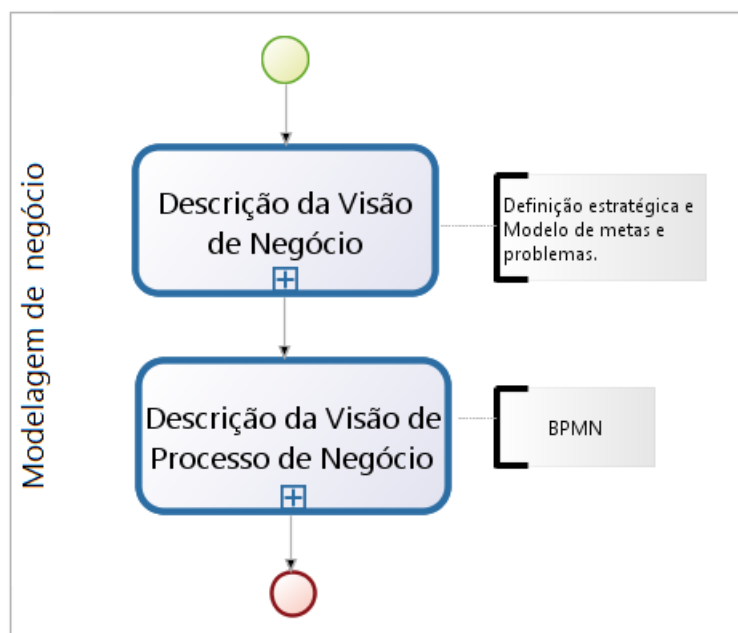 Modelagem de negócio
Descrição da Visão
de Negócio
Definição estratégica e
Modelo de metas e
problemas.
Descrição da Visão de
Processo de Negócio
BPMN